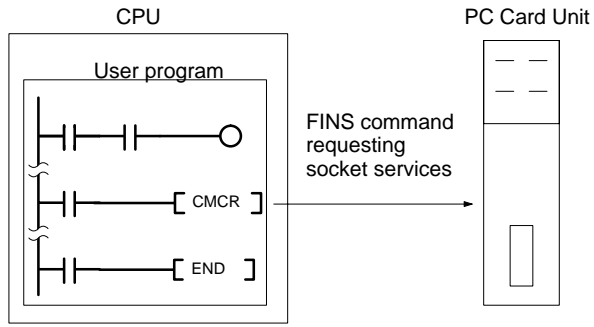 CPU
PC Card Unit
User program
FINS command
requesting
socket services
CMCR
END